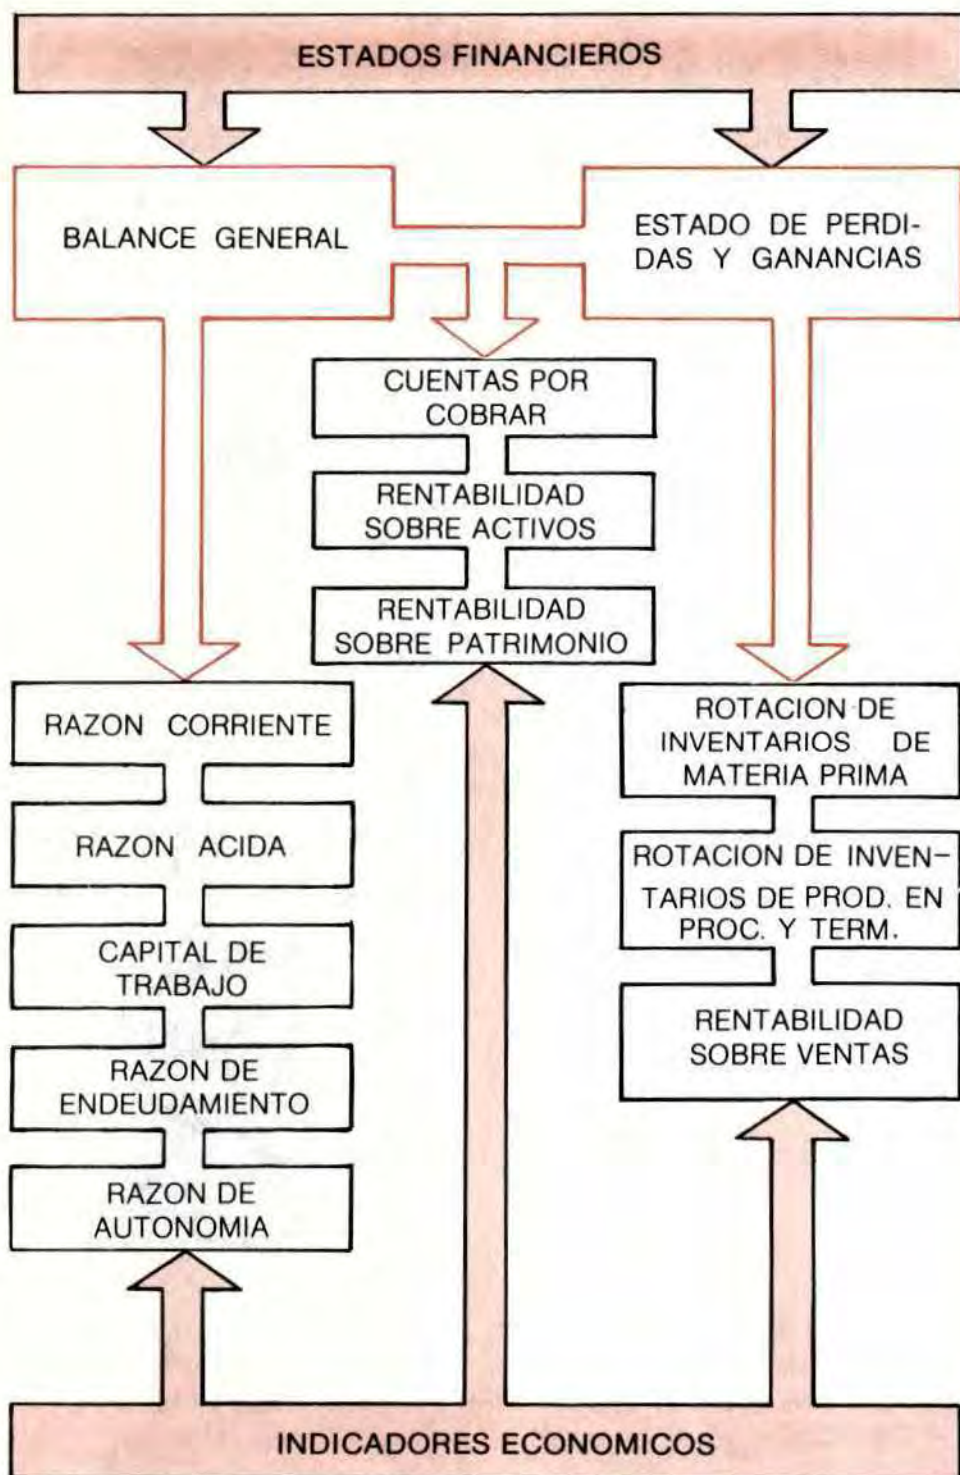 ESTADOS FINANCIEROS
BALANCE GENERAL
ESTADO DE PERDI-
DAS Y GANANCIAS
CUENTAS POR
COBRAR
RENTABILIDAD
SOBRE ACTIVOS
RENTABILIDAD
SOBRE PATRIMONIO
RAZON CORRIENTE
RAZON ACIDA
CAPITAL DE
TRABAJO
RAZON DE
ENDEUDAMIENTO
RAZON DE
AUTONOMIA
ROTACION DE
INVENTARIOS DE
MATERIA PRIMA
ROTACION DE INVEN-
TARIOS DE PROD. EN
PROC. Y TERM.
RENTABILIDAD
SOBRE VENTAS
INDICADORES ECONOMICOS